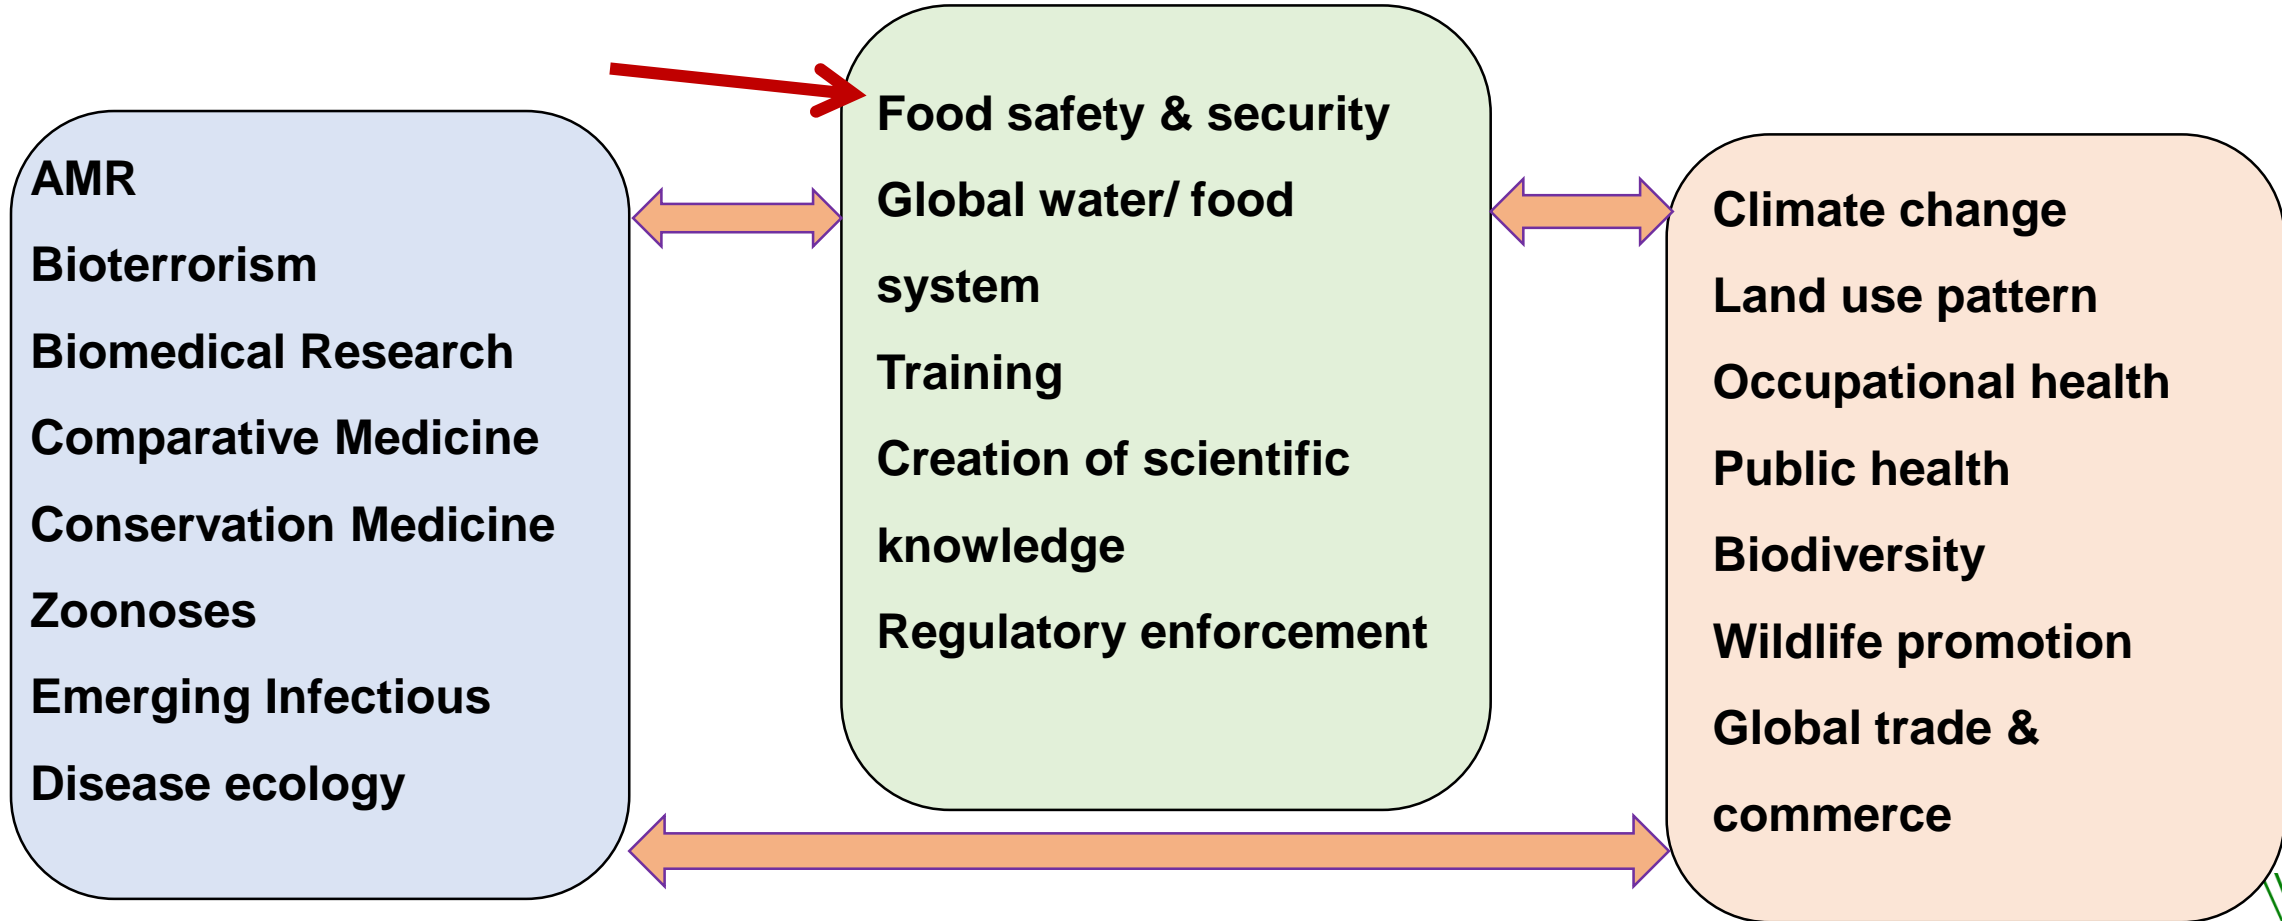 AMR
Bioterrorism
Biomedical Research
Comparative Medicine
Conservation Medicine
Zoonoses
Emerging Infectious
Disease ecology
Food safety & security
Global water/ food
system
Training
Creation of scientific
knowledge
Regulatory enforcement
Climate change
Land use pattern
Occupational health
Public health
Biodiversity
Wildlife promotion
Global trade &
commerce